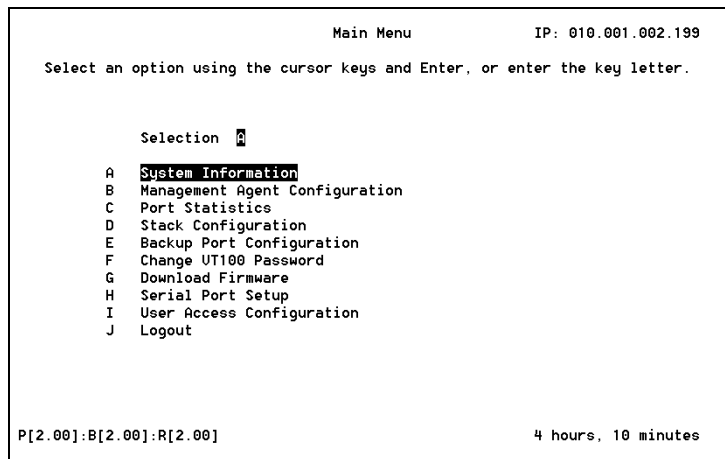 Main Menu IP: 010.001.002.199
Select an option using the cursor keys and Enter, or enter the key letter.
Selection A
A System Information
B Management Agent Configuration
C Port Statistics
D Stack Configuration
E Backup Port Configuration
F Change VT100 Password
G Download Firmware
H Serial Port Setup
I User Access Configuration
J Logout
P[2.00]:B[2.00]:R[2.00] 4 hours, 10 minutes